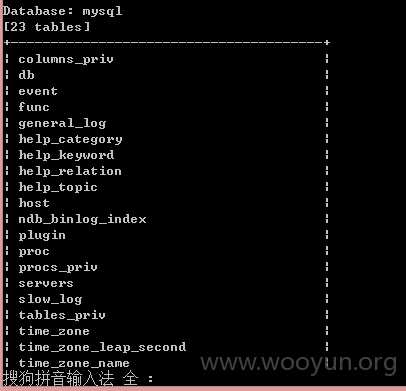 Database: mysql
[23 tables]
+---------------------------------------+
¦ columns_priv ¦
¦ db ¦
¦ event ¦
¦ func ¦
¦ general_log ¦
¦ help_category ¦
¦ help_keyword ¦
¦ help_relation ¦
¦ help_topic ¦
¦ host ¦
¦ ndb_binlog_index ¦
¦ plugin ¦
¦ proc ¦
¦ procs_priv ¦
¦ servers ¦
¦ slow_log ¦
¦ tables_priv ¦
¦ time_zone ¦
¦ time_zone_leap_second ¦
¦ time_zone_name ¦
www.wooyun.org
搜狗拼音输入法 全 :